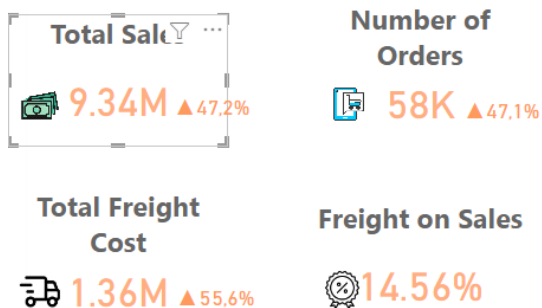 Total Sale
9.34M ▲47,2%
Number of
Orders
58K ▲47,1%
Total Freight
Cost
1.36M ▲55,6%
Freight on Sales
14.56%